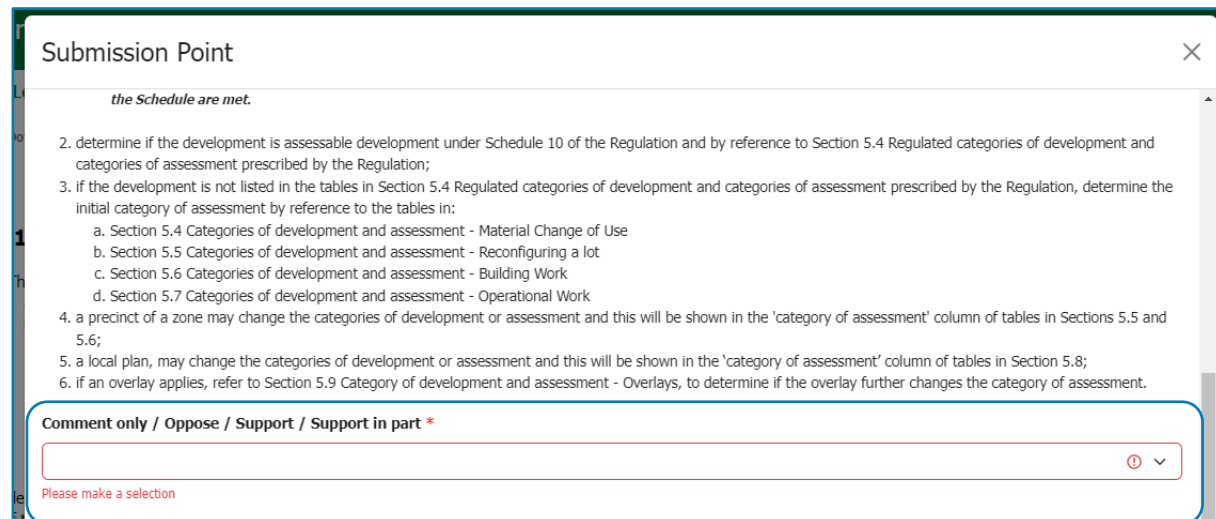 Submission Point
the Schedule are met.
2. determine if the development is assessable development under Schedule 10 of the Regulation and by reference to Section 5.4 Regulated categories of development and
categories of assessment prescribed by the Regulation;
3. if the development is not listed in the tables in Section 5.4 Regulated categories of development and categories of assessment prescribed by the Regulation, determine the
initial category of assessment by reference to the tables in:
a. Section 5.4 Categories of development and assessment - Material Change of Use
b. Section 5.5 Categories of development and assessment - Reconfiguring a lot
c. Section 5.6 Categories of development and assessment - Building Work
d. Section 5.7 Categories of development and assessment - Operational Work
4. a precinct of a zone may change the categories of development or assessment and this will be shown in the 'category of assessment' column of tables in Sections 5.5 and
5.6;
5. a local plan, may change the categories of development or assessment and this will be shown in the ‘category of assessment’ column of tables in Section 5.8;
6. if an overlay applies, refer to Section 5.9 Category of development and assessment - Overlays, to determine if the overlay further changes the category of assessment.
Comment only / Oppose / Support / Support in part *
Please make a selection